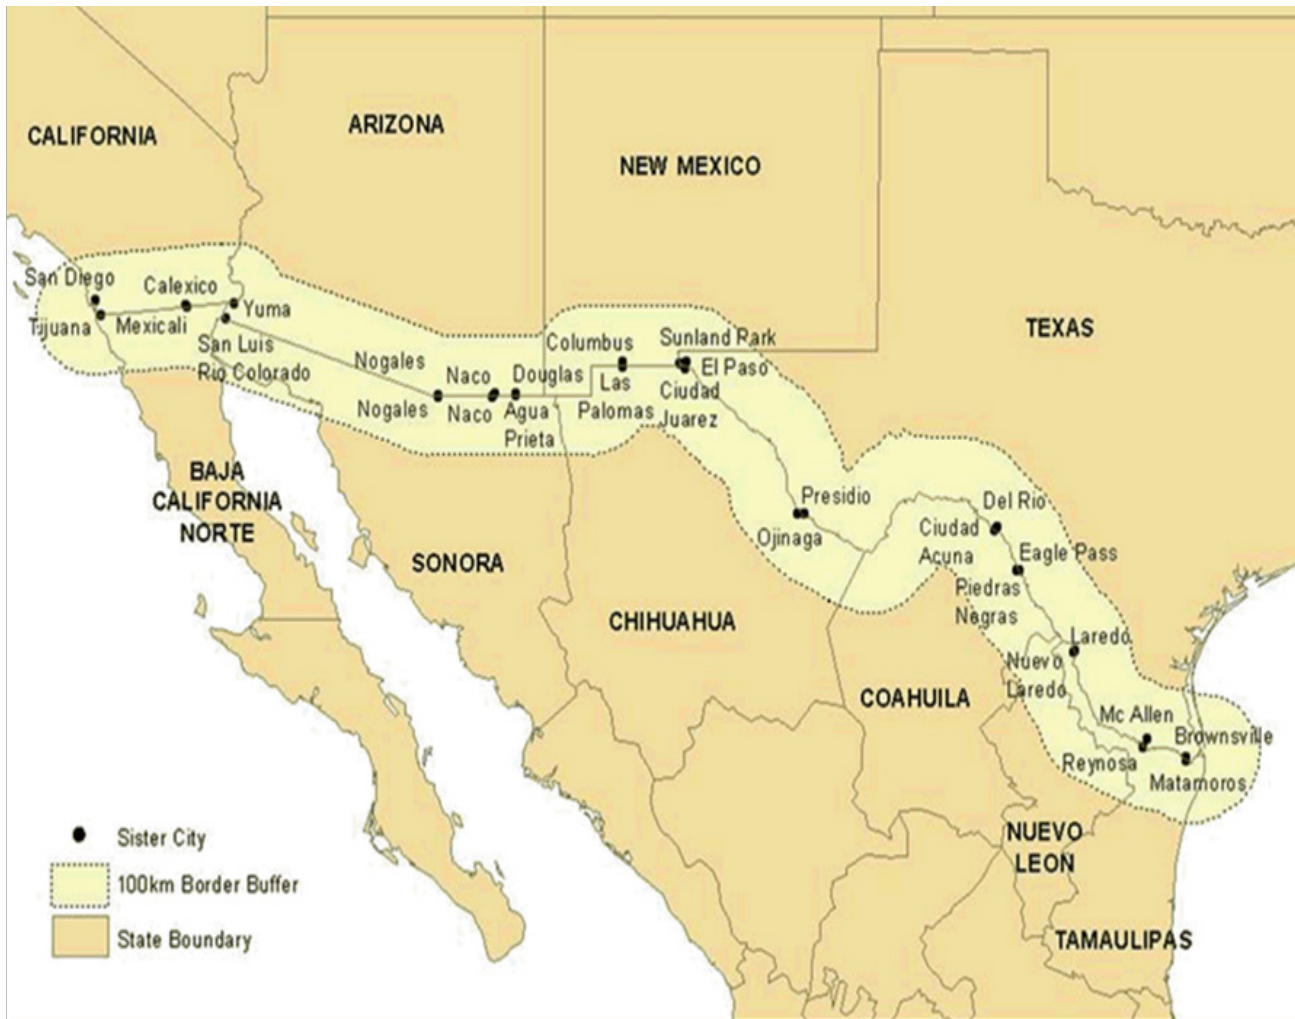 CALIFORNIA
ARIZONA
NEW MEXICO
TEXAS
San Diego
Calexico
Yuma
Tijuana
Mexicali
San Luis
Rio Colorado
Nogales
Nogales
Naco
Naco
Douglas
Agua
Prieta
Columbus
Las
Palomas
Sunland Park
El Paso
Ciudad
Juarez
Presidio
Ojinaga
Del Rio
Ciudad
Acuna
Eagle Pass
Piedras
Negras
Laredo
Nuevo
Laredo
Mc Allen
Reynosa
Brownsville
Matamoros
BAJA
CALIFORNIA
NORTE
SONORA
CHIHUAHUA
COAHUILA
NUEVO
LEON
TAMAULIPAS
Sister City
100km Border Buffer
State Boundary